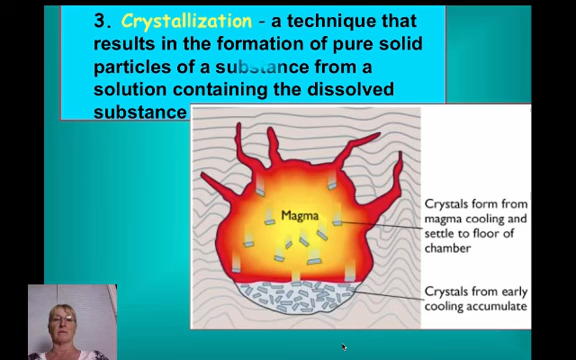 3. Crystallization - a technique that
results in the formation of pure solid
particles of a substance from a
solution containing the dissolved
substance
Magma
Crystals form from
magma cooling and
settle to floor of
chamber
Crystals from early
cooling accumulate